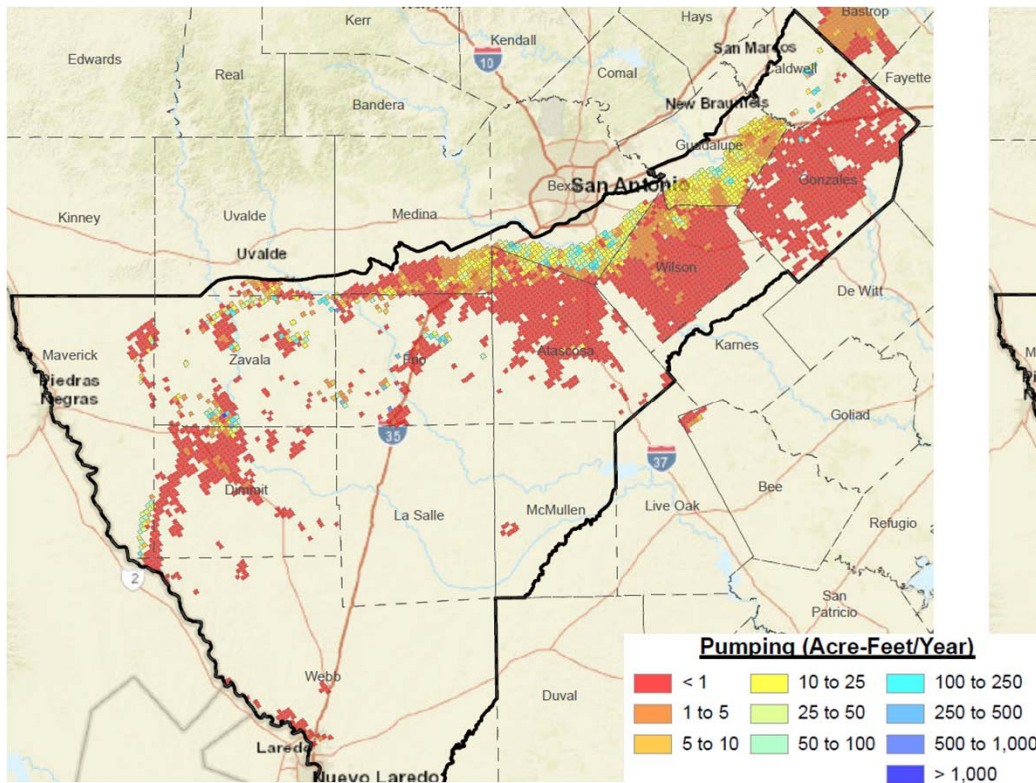 Kerr
Hays
Bastrop
Kendall
San Marcos
Edwards
10
Real
Comal
Caldwell
Fayette
Bandera
New Braunfels
Guadalupe
San Antonio
Gonzales
Kinney
Uvalde
Medina
Uvalde
Wilson
De Witt
Maverick
Zavala
Frio
Atascosa
Karnes
Piedras
Negras
Goliad
35
37
Dimmit
Bee
La Salle
McMullen
Live Oak
Refugio
2
San
Patricio
Webb
Duval
Laredo
Nuevo Laredo
Pumping (Acre-Feet/Year)
< 1
10 to 25
100 to 250
1 to 5
25 to 50
250 to 500
5 to 10
50 to 100
500 to 1,000
> 1,000